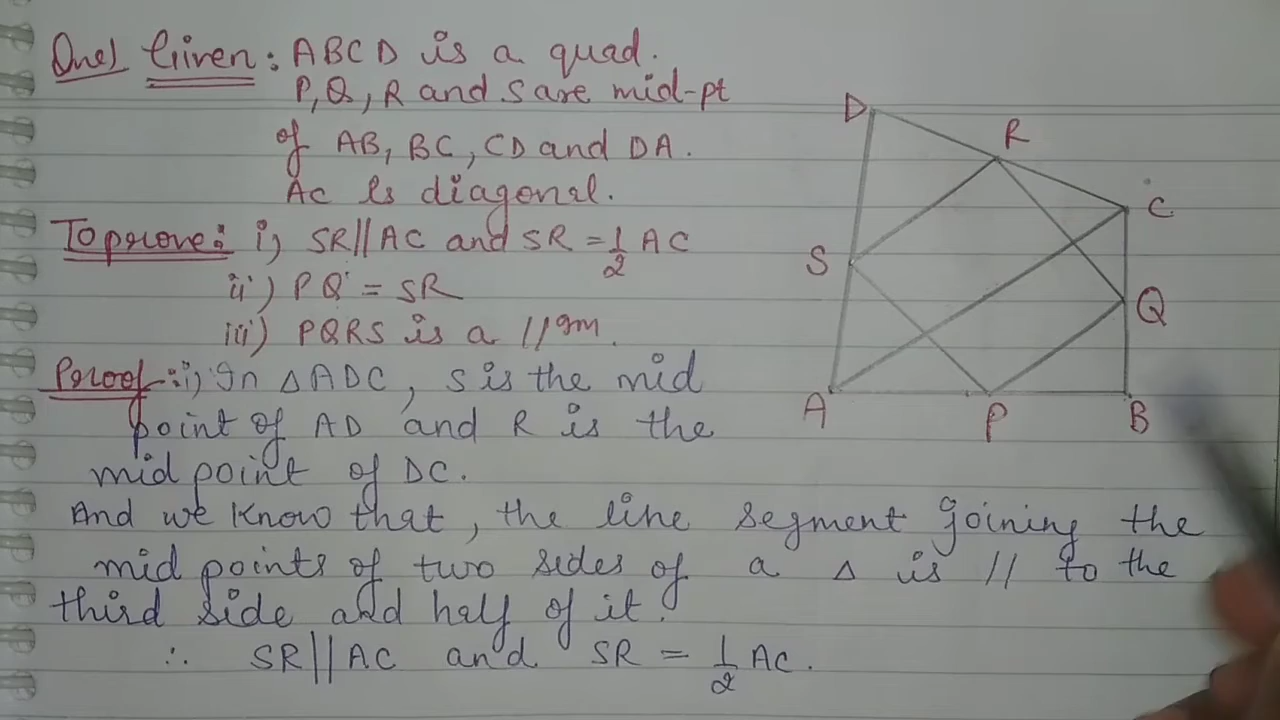 Que) Given: ABCD is a quad.
P, Q, R and S are mid-pt
of AB, BC, CD and DA.
AC is diagonal.
To prove: i) SR||AC and SR = 1/2 AC
ii) PQ = SR
iii) PQRS is a //gm.
Proof:- i) In △ADC, S is the mid
point of AD and R is the
mid point of DC.
And we know that, the line segment joining the
mid points of two sides of a △ is // to the
third side and half of it.
∴ SR||AC and SR = 1/2 AC.
D
R
C
S
Q
A
P
B